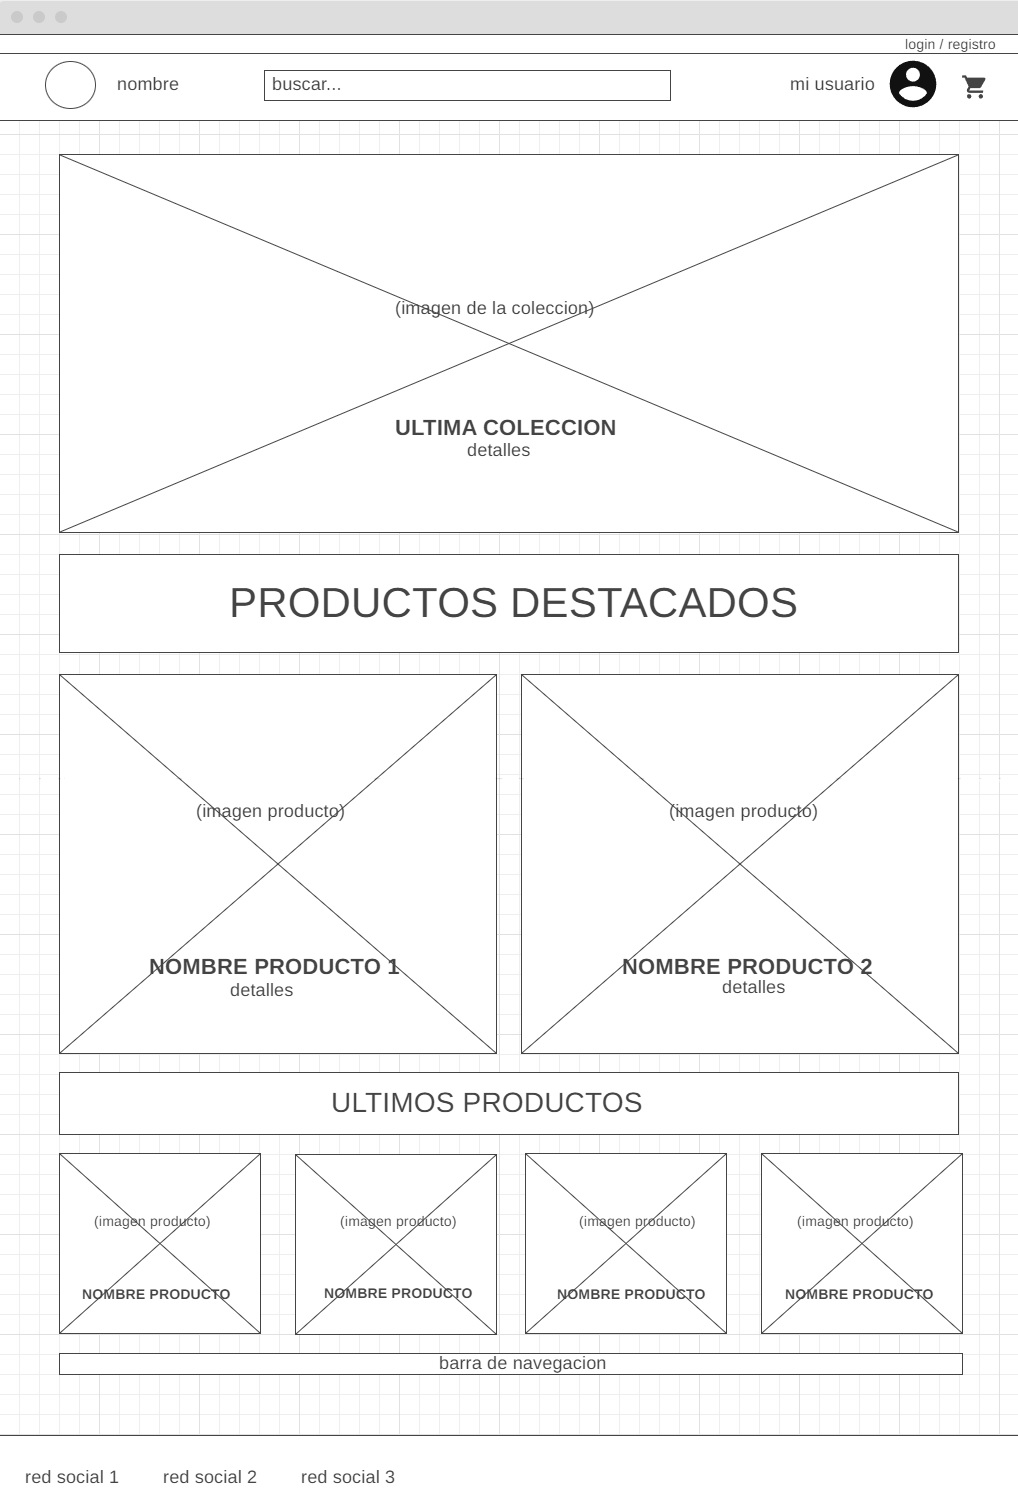 login / registro
nombre
buscar...
mi usuario
(imagen de la coleccion)
ULTIMA COLECCION
detalles
PRODUCTOS DESTACADOS
(imagen producto)
NOMBRE PRODUCTO 1
detalles
(imagen producto)
NOMBRE PRODUCTO 2
detalles
ULTIMOS PRODUCTOS
(imagen producto)
NOMBRE PRODUCTO
(imagen producto)
NOMBRE PRODUCTO
(imagen producto)
NOMBRE PRODUCTO
(imagen producto)
NOMBRE PRODUCTO
barra de navegacion
red social 1
red social 2
red social 3